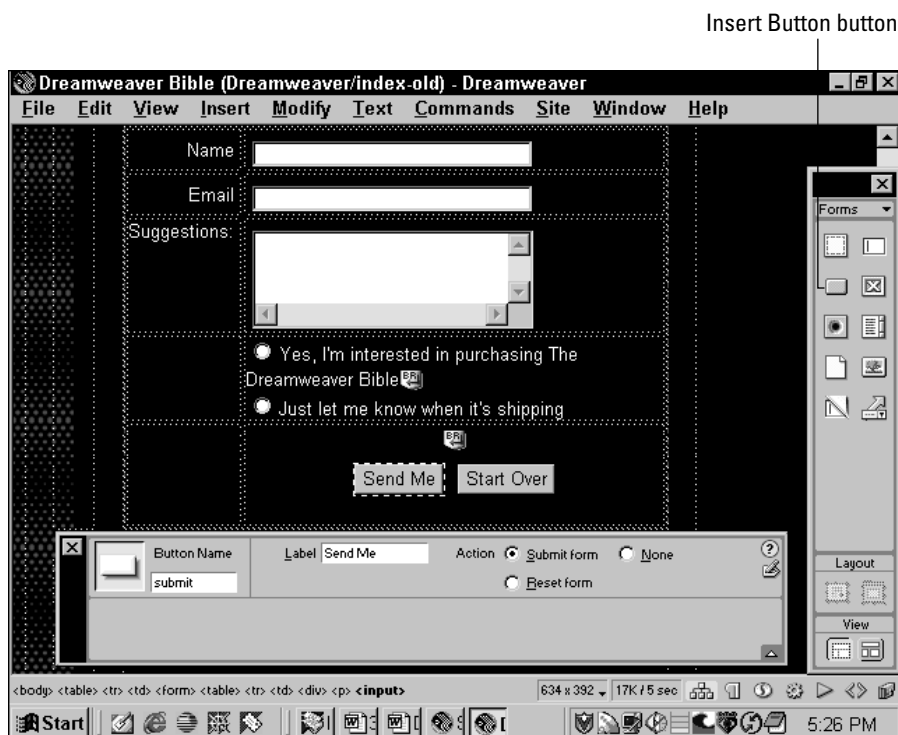 Insert Button button
Dreamweaver Bible (Dreamweaver/index-old) - Dreamweaver
File Edit View Insert Modify Text Commands Site Window Help
Name
Email
Suggestions:
Yes, I'm interested in purchasing The
Dreamweaver Bible BR
Just let me know when it's shipping
BR
Send Me Start Over
Forms
Layout
View
Button Name Label Send Me Action Submit form None
submit Reset form
<body> <table> <tr> <td> <form> <table> <tr> <td> <div> <p> <input> 634 x 392 17K / 5 sec
Start 5:26 PM